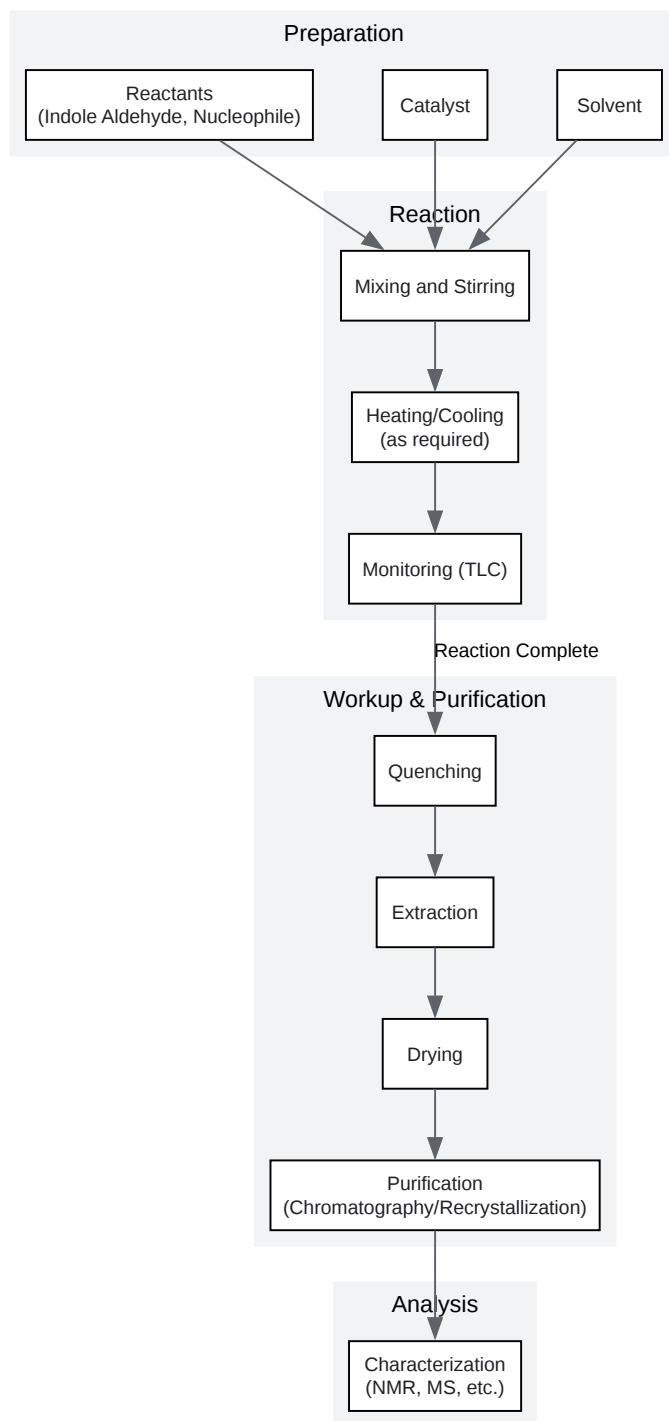 Preparation
Reactants
(Indole Aldehyde, Nucleophile)
Catalyst
Solvent
Reaction
Mixing and Stirring
Heating/Cooling
(as required)
Monitoring (TLC)
Reaction Complete
Workup & Purification
Quenching
Extraction
Drying
Purification
(Chromatography/Recrystallization)
Analysis
Characterization
(NMR, MS, etc.)